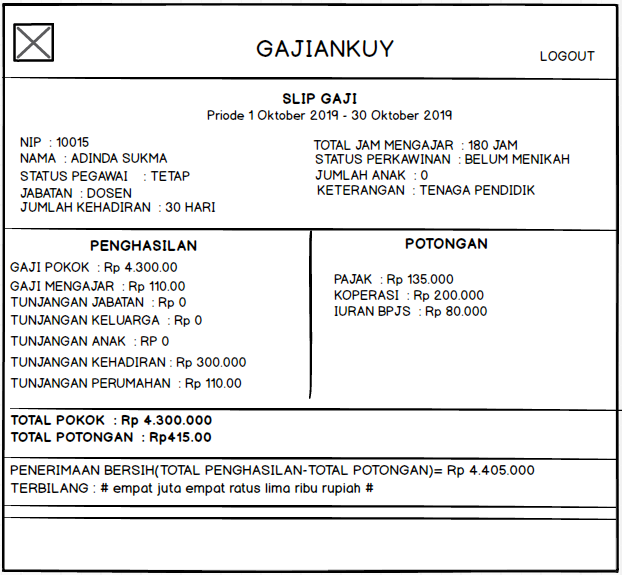 GAJIANKUY
LOGOUT
SLIP GAJI
Priode 1 Oktober 2019 - 30 Oktober 2019
NIP : 10015
NAMA : ADINDA SUKMA
STATUS PEGAWAI : TETAP
JABATAN : DOSEN
JUMLAH KEHADIRAN : 30 HARI
TOTAL JAM MENGAJAR : 180 JAM
STATUS PERKAWINAN : BELUM MENIKAH
JUMLAH ANAK : 0
KETERANGAN : TENAGA PENDIDIK
PENGHASILAN
GAJI POKOK : Rp 4.300.00
GAJI MENGAJAR : Rp 110.00
TUNJANGAN JABATAN : Rp 0
TUNJANGAN KELUARGA : Rp 0
TUNJANGAN ANAK : RP 0
TUNJANGAN KEHADIRAN : Rp 300.000
TUNJANGAN PERUMAHAN : Rp 110.00
POTONGAN
PAJAK : Rp 135.000
KOPERASI : Rp 200.000
IURAN BPJS : Rp 80.000
TOTAL POKOK : Rp 4.300.000
TOTAL POTONGAN : Rp415.00
PENERIMAAN BERSIH(TOTAL PENGHASILAN-TOTAL POTONGAN)= Rp 4.405.000
TERBILANG : # empat juta empat ratus lima ribu rupiah #